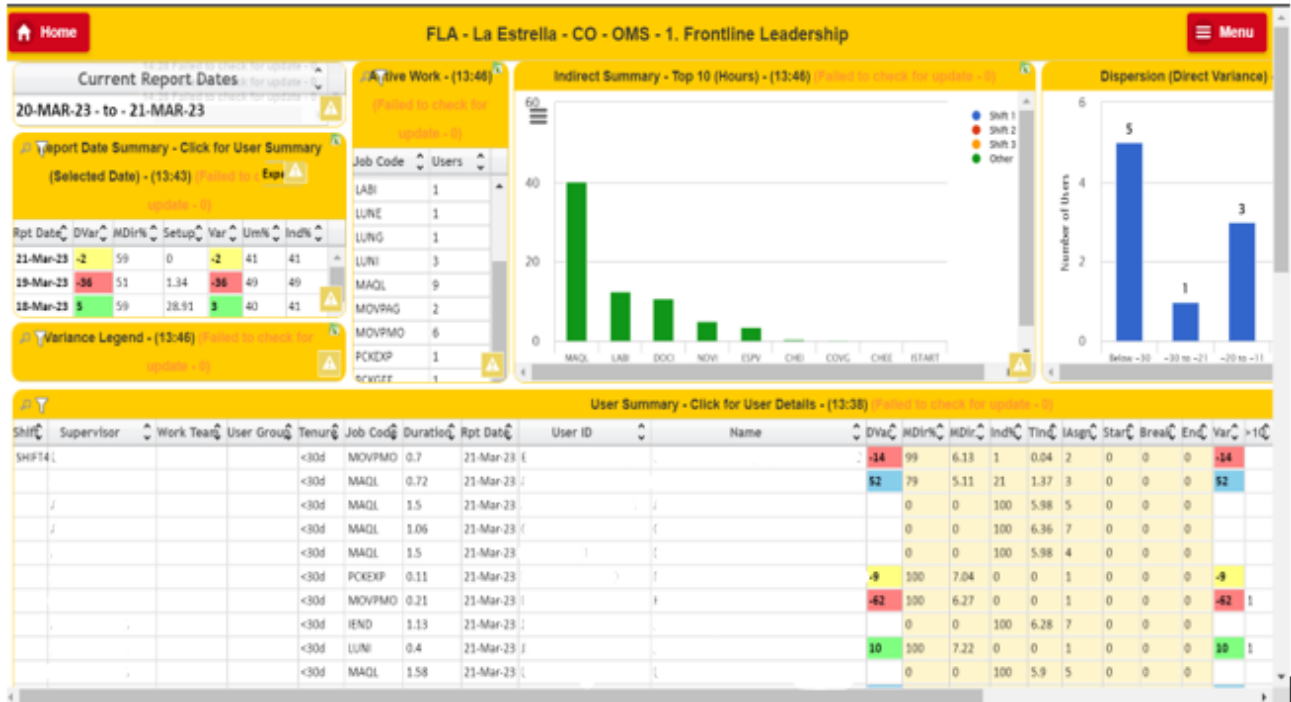 Home
FLA - La Estrella - CO - OMS - 1. Frontline Leadership
Menu
Current Report Dates
20-MAR-23 - to - 21-MAR-23
Report Date Summary - Click for User Summary
(Selected Date) - (13:43) (Failed to
update - 0)
Rpt Date DVar MDir% Setup Var Um% Ind%
21-Mar-23 -2 59 0 -2 41 41
19-Mar-23 -36 51 1.34 -36 49 49
18-Mar-23 5 59 28.91 3 40 41
Variance Legend - (13:46) (Failed to check for
update - 0)
Active Work - (13:46)
(Failed to check for
update - 0)
Job Code Users
LABI 1
LUNE 1
LUNG 1
LUNI 3
MAQL 9
MOVPAG 2
MOVPMO 6
PCKEXP 1
PCKGEE 1
Indirect Summary - Top 10 (Hours) - (13:46) (Failed to check for update - 0)
Shift 1
Shift 2
Shift 3
Other
60
40
20
0
MAQL LABI DOCI NOVI ESPV CHEI COVG CHEE ISTART
Dispersion (Direct Variance) -
Number of Users
6
4
2
0
5
1
3
Below -30 -30 to -21 -20 to -11
User Summary - Click for User Details - (13:38) (Failed to check for update - 0)
Shift Supervisor Work Team User Group Tenure Job Code Duration Rpt Date User ID Name DVar MDir% MDir Ind% TInd IAsgn Start Break End Var >10
SHIFT4 <30d MOVPMO 0.7 21-Mar-23 -14 99 6.13 1 0.04 2 0 0 0 -14
<30d MAQL 0.72 21-Mar-23 52 79 5.11 21 1.37 3 0 0 0 52
<30d MAQL 1.5 21-Mar-23 0 0 100 5.98 5 0 0 0
<30d MAQL 1.06 21-Mar-23 0 0 100 6.36 7 0 0 0
<30d MAQL 1.5 21-Mar-23 0 0 100 5.98 4 0 0 0
<30d PCKEXP 0.11 21-Mar-23 -9 100 7.04 0 0 1 0 0 0 -9
<30d MOVPMO 0.21 21-Mar-23 -62 100 6.27 0 0 1 0 0 0 -62 1
<30d IEND 1.13 21-Mar-23 0 0 100 6.28 7 0 0 0
<30d LUNI 0.4 21-Mar-23 10 100 7.22 0 0 1 0 0 0 10 1
<30d MAQL 1.58 21-Mar-23 0 0 100 5.9 5 0 0 0